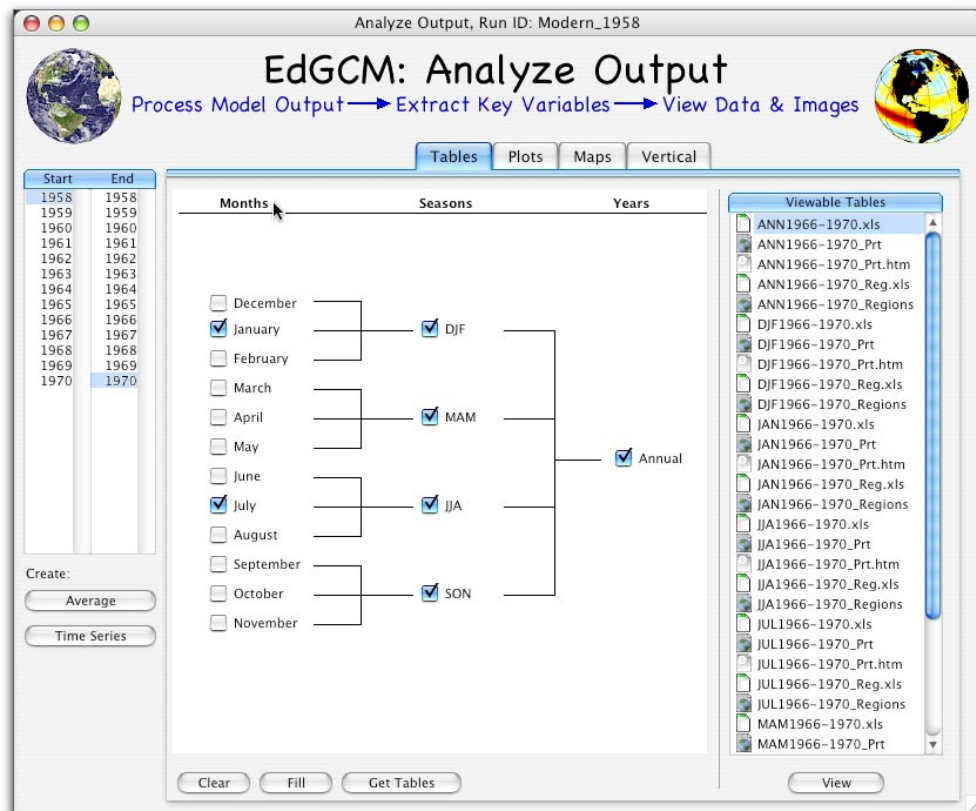 Analyze Output, Run ID: Modern_1958
EdGCM: Analyze Output
Process Model Output Extract Key Variables View Data & Images
Tables Plots Maps Vertical
Start End
1958 1958
1959 1959
1960 1960
1961 1961
1962 1962
1963 1963
1964 1964
1965 1965
1966 1966
1967 1967
1968 1968
1969 1969
1970 1970
Create:
Average
Time Series
Months Seasons Years
December
January
February
March
April
May
June
July
August
September
October
November
DJF
MAM
JJA
SON
Annual
Clear Fill Get Tables
Viewable Tables
ANN1966-1970.xls
ANN1966-1970_Prt
ANN1966-1970_Prt.htm
ANN1966-1970_Reg.xls
ANN1966-1970_Regions
DJF1966-1970.xls
DJF1966-1970_Prt
DJF1966-1970_Prt.htm
DJF1966-1970_Reg.xls
DJF1966-1970_Regions
JAN1966-1970.xls
JAN1966-1970_Prt
JAN1966-1970_Prt.htm
JAN1966-1970_Reg.xls
JAN1966-1970_Regions
JJA1966-1970.xls
JJA1966-1970_Prt
JJA1966-1970_Prt.htm
JJA1966-1970_Reg.xls
JJA1966-1970_Regions
JUL1966-1970.xls
JUL1966-1970_Prt
JUL1966-1970_Prt.htm
JUL1966-1970_Reg.xls
JUL1966-1970_Regions
MAM1966-1970.xls
MAM1966-1970_Prt
View